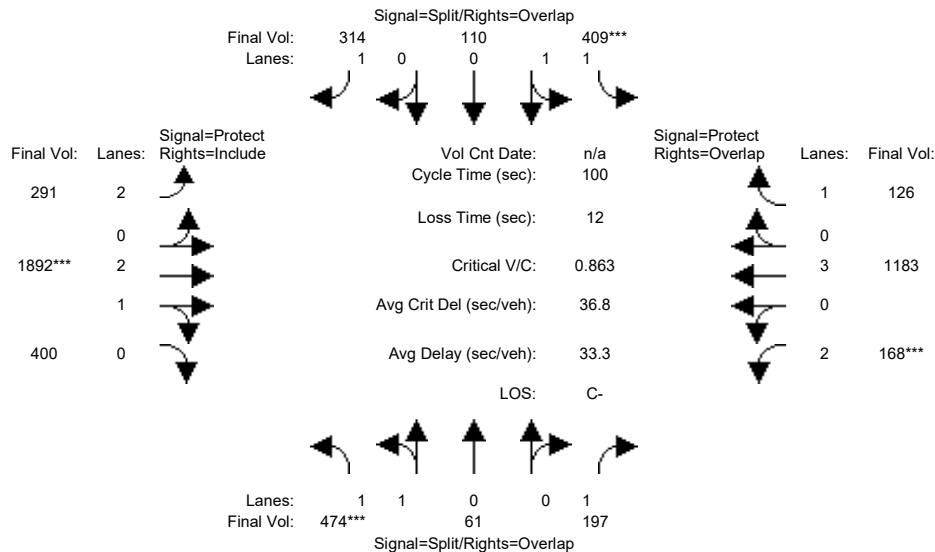 Signal=Split/Rights=Overlap
Final Vol: 314 110 409***
Lanes: 1 0 0 1 1
Signal=Protect
Final Vol: Lanes: Rights=Include
Vol Cnt Date: n/a
Signal=Protect
Rights=Overlap Lanes: Final Vol:
Cycle Time (sec): 100
291 2
1 126
Loss Time (sec): 12
0
0
1892*** 2
Critical V/C: 0.863
3 1183
1
Avg Crit Del (sec/veh): 36.8
0
400 0
Avg Delay (sec/veh): 33.3
2 168***
LOS: C-
Lanes: 1 1 0 0 1
Final Vol: 474*** 61 197
Signal=Split/Rights=Overlap